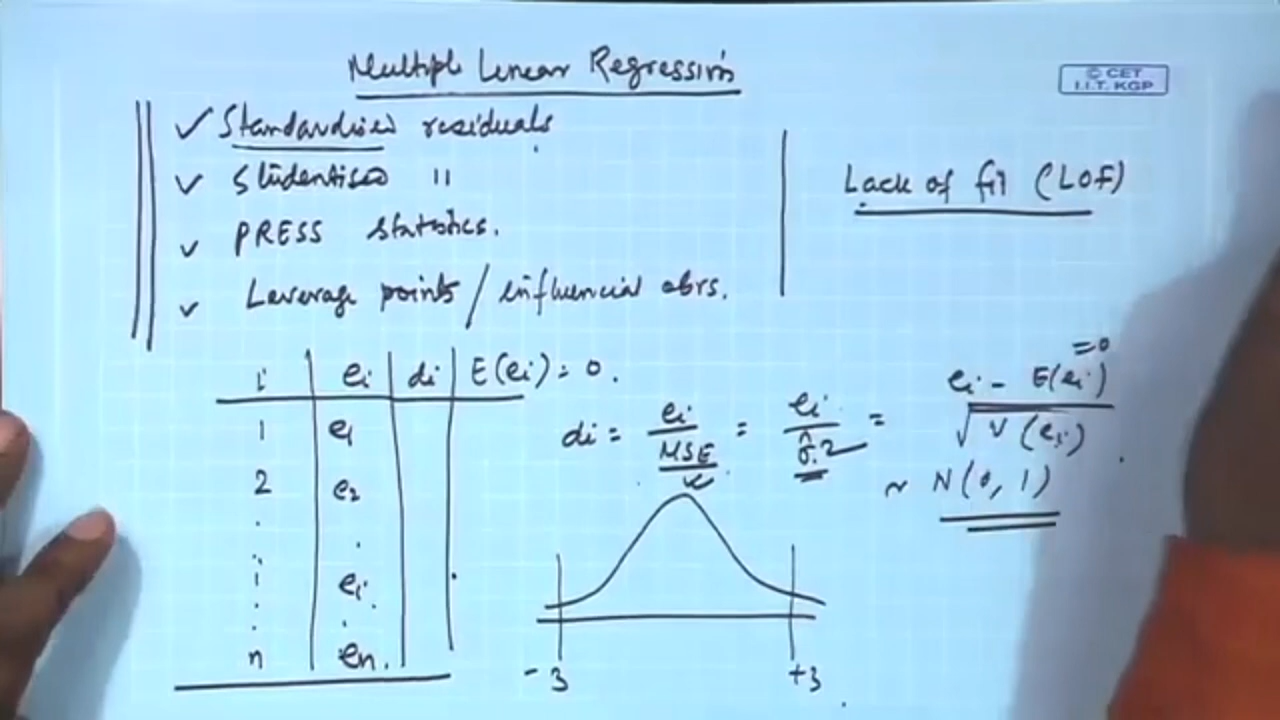 Multiple Linear Regression
© CET
I.I.T. KGP
✓ Standardised residuals
✓ Studentised "
✓ PRESS statistics.
✓ Leverage points / influencial obrs.
Lack of fit (LOF)
i | ei | di | E(ei) = 0.
1 e1
2 e2
i ei
n en.
di = ei / MSE = ei / σ̂2 = ei - E(ei) / √V(ei)
=0
~ N(0, 1)
-3 +3